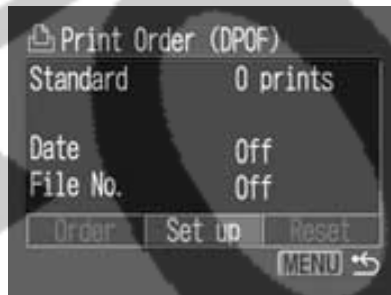 Print Order (DPOF)
Standard 0 prints
Date Off
File No. Off
Order Set up Reset
MENU